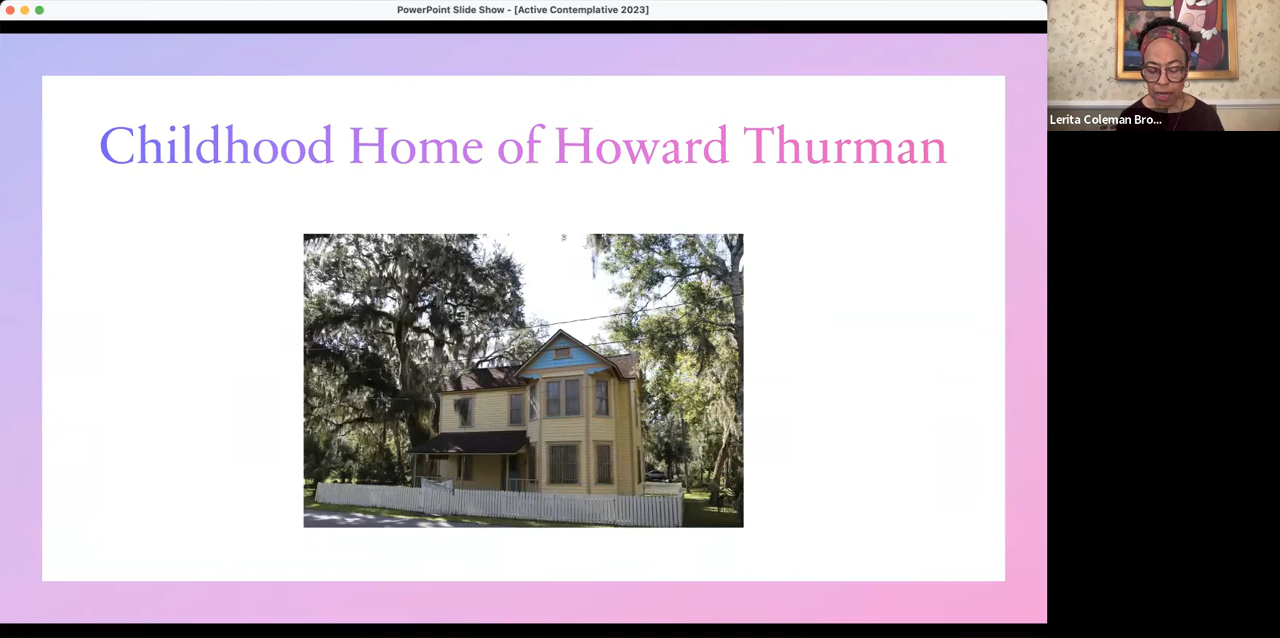 PowerPoint Slide Show - [Active Contemplative 2023]
Childhood Home of Howard Thurman
Lerita Coleman Bro...